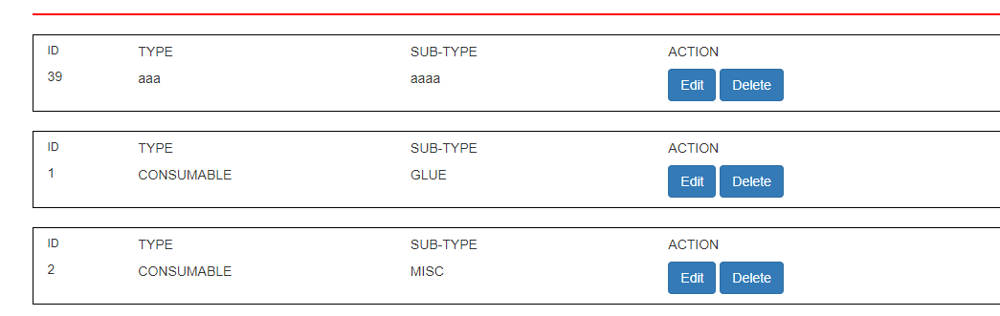 ID TYPE SUB-TYPE ACTION
39 aaa aaaa Edit Delete
ID TYPE SUB-TYPE ACTION
1 CONSUMABLE GLUE Edit Delete
ID TYPE SUB-TYPE ACTION
2 CONSUMABLE MISC Edit Delete